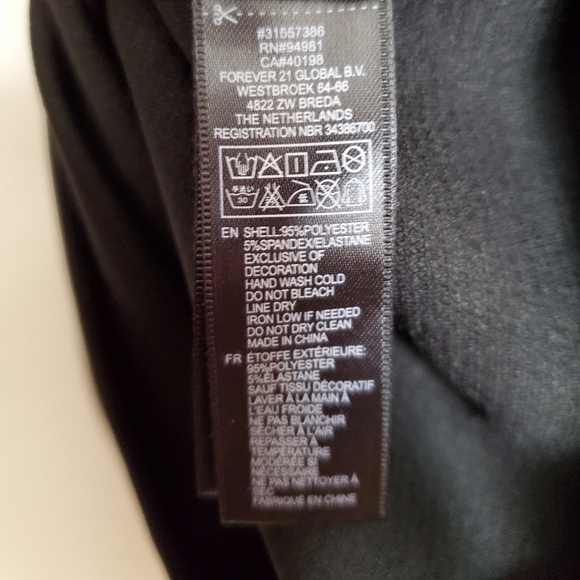 #31557386
RN#94981
CA#40198
FOREVER 21 GLOBAL B.V.
WESTBROEK 64-66
4822 ZW BREDA
THE NETHERLANDS
REGISTRATION NBR 34386700
手洗イ
30
EN SHELL:95%POLYESTER
5%SPANDEX/ELASTANE
EXCLUSIVE OF
DECORATION
HAND WASH COLD
DO NOT BLEACH
LINE DRY
IRON LOW IF NEEDED
DO NOT DRY CLEAN
MADE IN CHINA
FR ÉTOFFE EXTÉRIEURE:
95%POLYESTER
5%ÉLASTANE
SAUF TISSU DÉCORATIF
LAVER À LA MAIN À
L'EAU FROIDE
NE PAS BLANCHIR
SÉCHER À L'AIR
REPASSER À
TEMPÉRATURE
MODÉRÉE SI
NÉCESSAIRE
NE PAS NETTOYER À
SEC
FABRIQUÉ EN CHINE